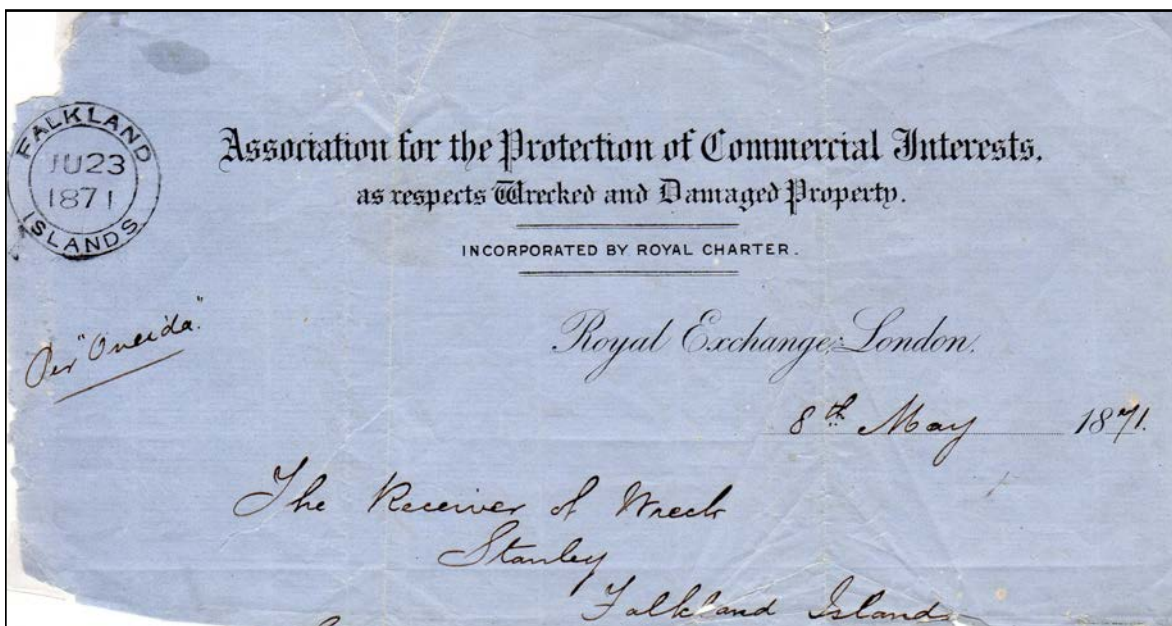 FALKLAND
JU23
1871
ISLANDS
Association for the Protection of Commercial Interests,
as respects Wrecked and Damaged Property.
INCORPORATED BY ROYAL CHARTER.
Per "Oneida."
Royal Exchange, London.
8th May 1871.
The Receiver of Wreck
Stanley
Falkland Islands